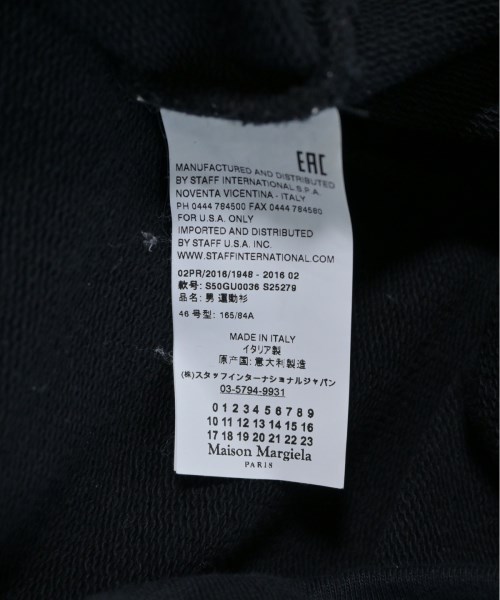 EAC
MANUFACTURED AND DISTRIBUTED
BY STAFF INTERNATIONAL S.P.A.
NOVENTA VICENTINA - ITALY
PH 0444 784500 FAX 0444 784560
FOR U.S.A. ONLY
IMPORTED AND DISTRIBUTED
BY STAFF U.S.A. INC.
WWW.STAFFINTERNATIONAL.COM
02PR/2016/1948 - 2016 02
款号: S50GU0036 S25279
品名: 男 運動衫
46 号型: 165/84A
MADE IN ITALY
イタリア製
原产国: 意大利製造
(株)スタッフインターナショナルジャパン
03-5794-9931
0 1 2 3 4 5 6 7 8 9
10 11 12 13 14 15 16
17 18 19 20 21 22 23
Maison Margiela
PARIS